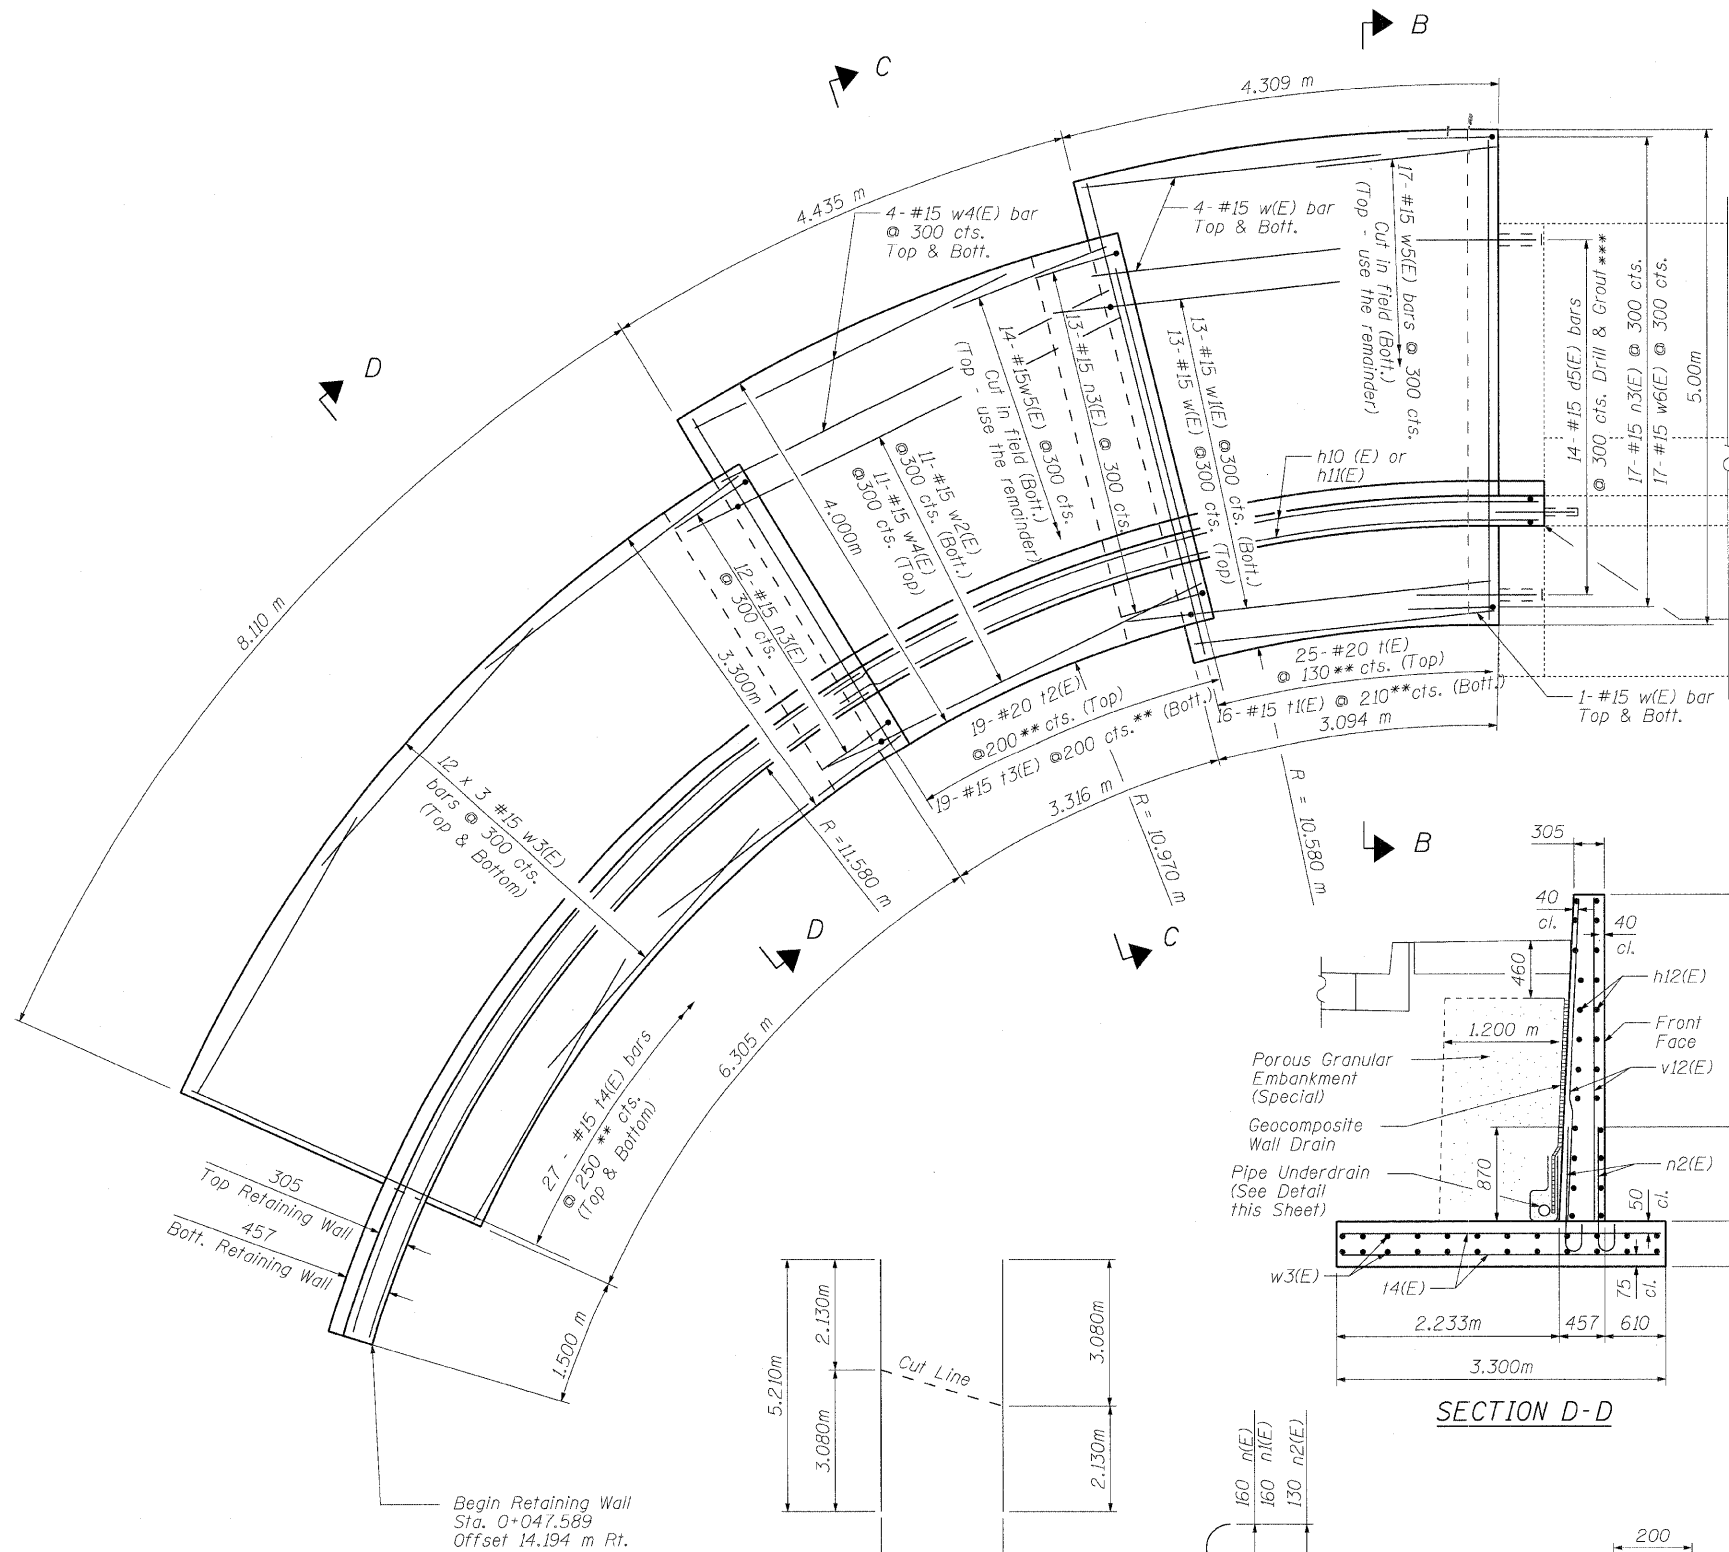 B
C
4.309 m
4.435 m
4-#15 w4(E) bar
@ 300 cts.
Top & Bott.
4-#15 w(E) bar
Top & Bott.
17-#15 w5(E) bars @ 300 cts.
Cut in field (Bott.)
(Top - use the remainder)
14-#15 d5(E) bars
@ 300 cts. Drill & Grout ***
17-#15 n3(E) @ 300 cts.
17-#15 w6(E) @ 300 cts.
5.00m
D
13-#15 n3(E) @ 300 cts.
14-#15w5(E) @300 cts.
Cut in field (Bott.)
(Top - use the remainder)
13-#15 w1(E) @300 cts. (Bott.)
13-#15 w(E) @300 cts. (Top)
h10 (E) or
h11(E)
11-#15 w2(E)
@300 cts. (Bott.)
11-#15 w4(E)
@300 cts. (Top)
4.000m
12-#15 n3(E)
@ 300 cts.
3.300m
8.110 m
12 x 3 #15 w3(E)
bars @ 300 cts.
(Top & Bottom)
25-#20 t(E)
@ 130** cts. (Top)
16-#15 t1(E) @ 210**cts. (Bott.)
3.094 m
1-#15 w(E) bar
Top & Bott.
19-#20 t2(E)
@200** cts. (Top)
19-#15 t3(E) @200 cts.** (Bott.)
3.316 m
R =11.580 m
R = 10.970 m
R = 10.580 m
D
C
B
6.305 m
27 - #15 t4(E) bars
@ 250 ** cts.
(Top & Bottom)
305
Top Retaining Wall
457
Bott. Retaining Wall
1.500 m
Begin Retaining Wall
Sta. 0+047.589
Offset 14.194 m Rt.
5.210m
2.130m
3.080m
Cut Line
3.080m
2.130m
305
40
cl.
40
cl.
460
h12(E)
1.200 m
Front
Face
Porous Granular
Embankment
(Special)
v12(E)
Geocomposite
Wall Drain
870
n2(E)
Pipe Underdrain
(See Detail
this Sheet)
50
cl.
w3(E)
t4(E)
75
cl.
2.233m
457
610
3.300m
SECTION D-D
160 n(E)
160 n1(E)
130 n2(E)
200